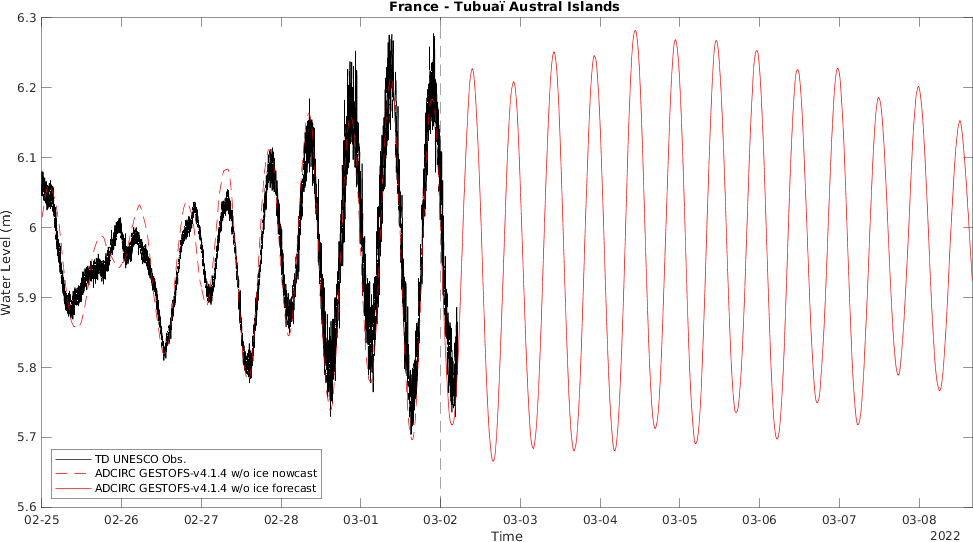 France - Tubuaï Austral Islands
6.3
6.2
6.1
6
5.9
5.8
5.7
5.6
Water Level (m)
TD UNESCO Obs.
ADCIRC GESTOFS-v4.1.4 w/o ice nowcast
ADCIRC GESTOFS-v4.1.4 w/o ice forecast
02-25 02-26 02-27 02-28 03-01 03-02 03-03 03-04 03-05 03-06 03-07 03-08
Time
2022